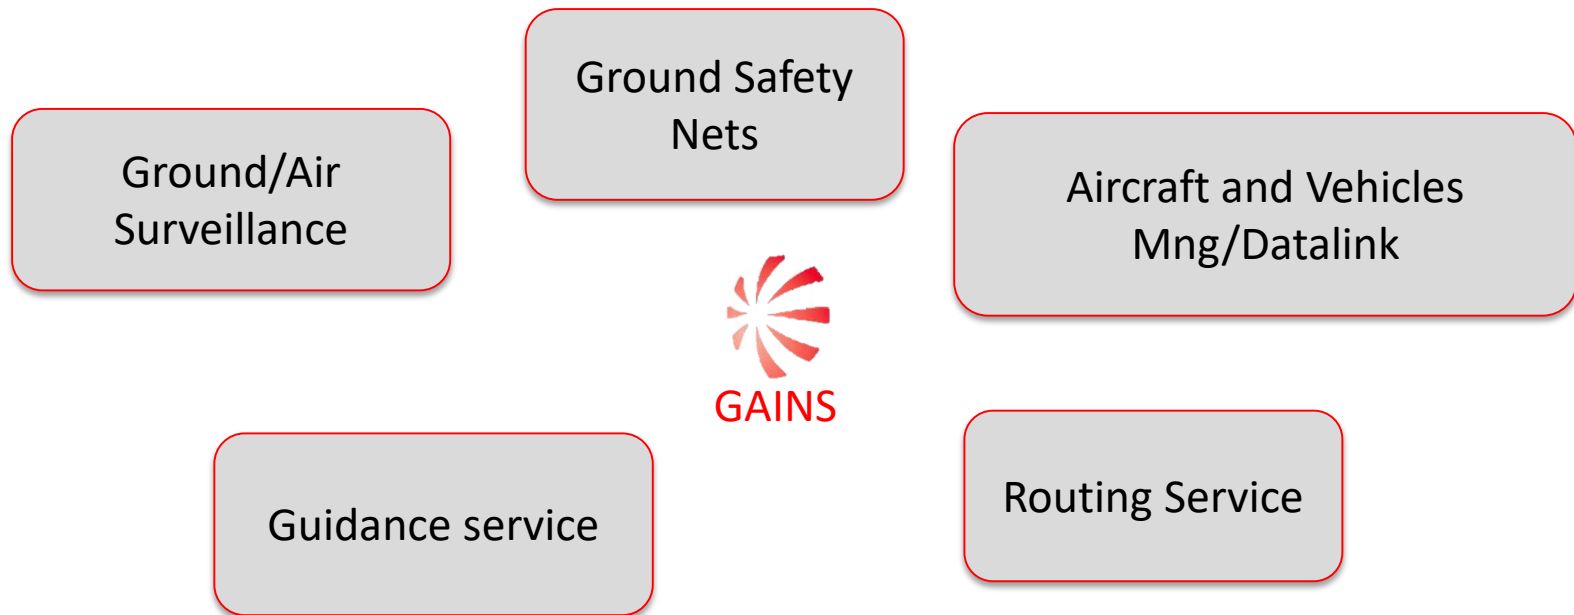 Ground Safety
Nets
Ground/Air
Surveillance
Aircraft and Vehicles
Mng/Datalink
GAINS
Guidance service
Routing Service